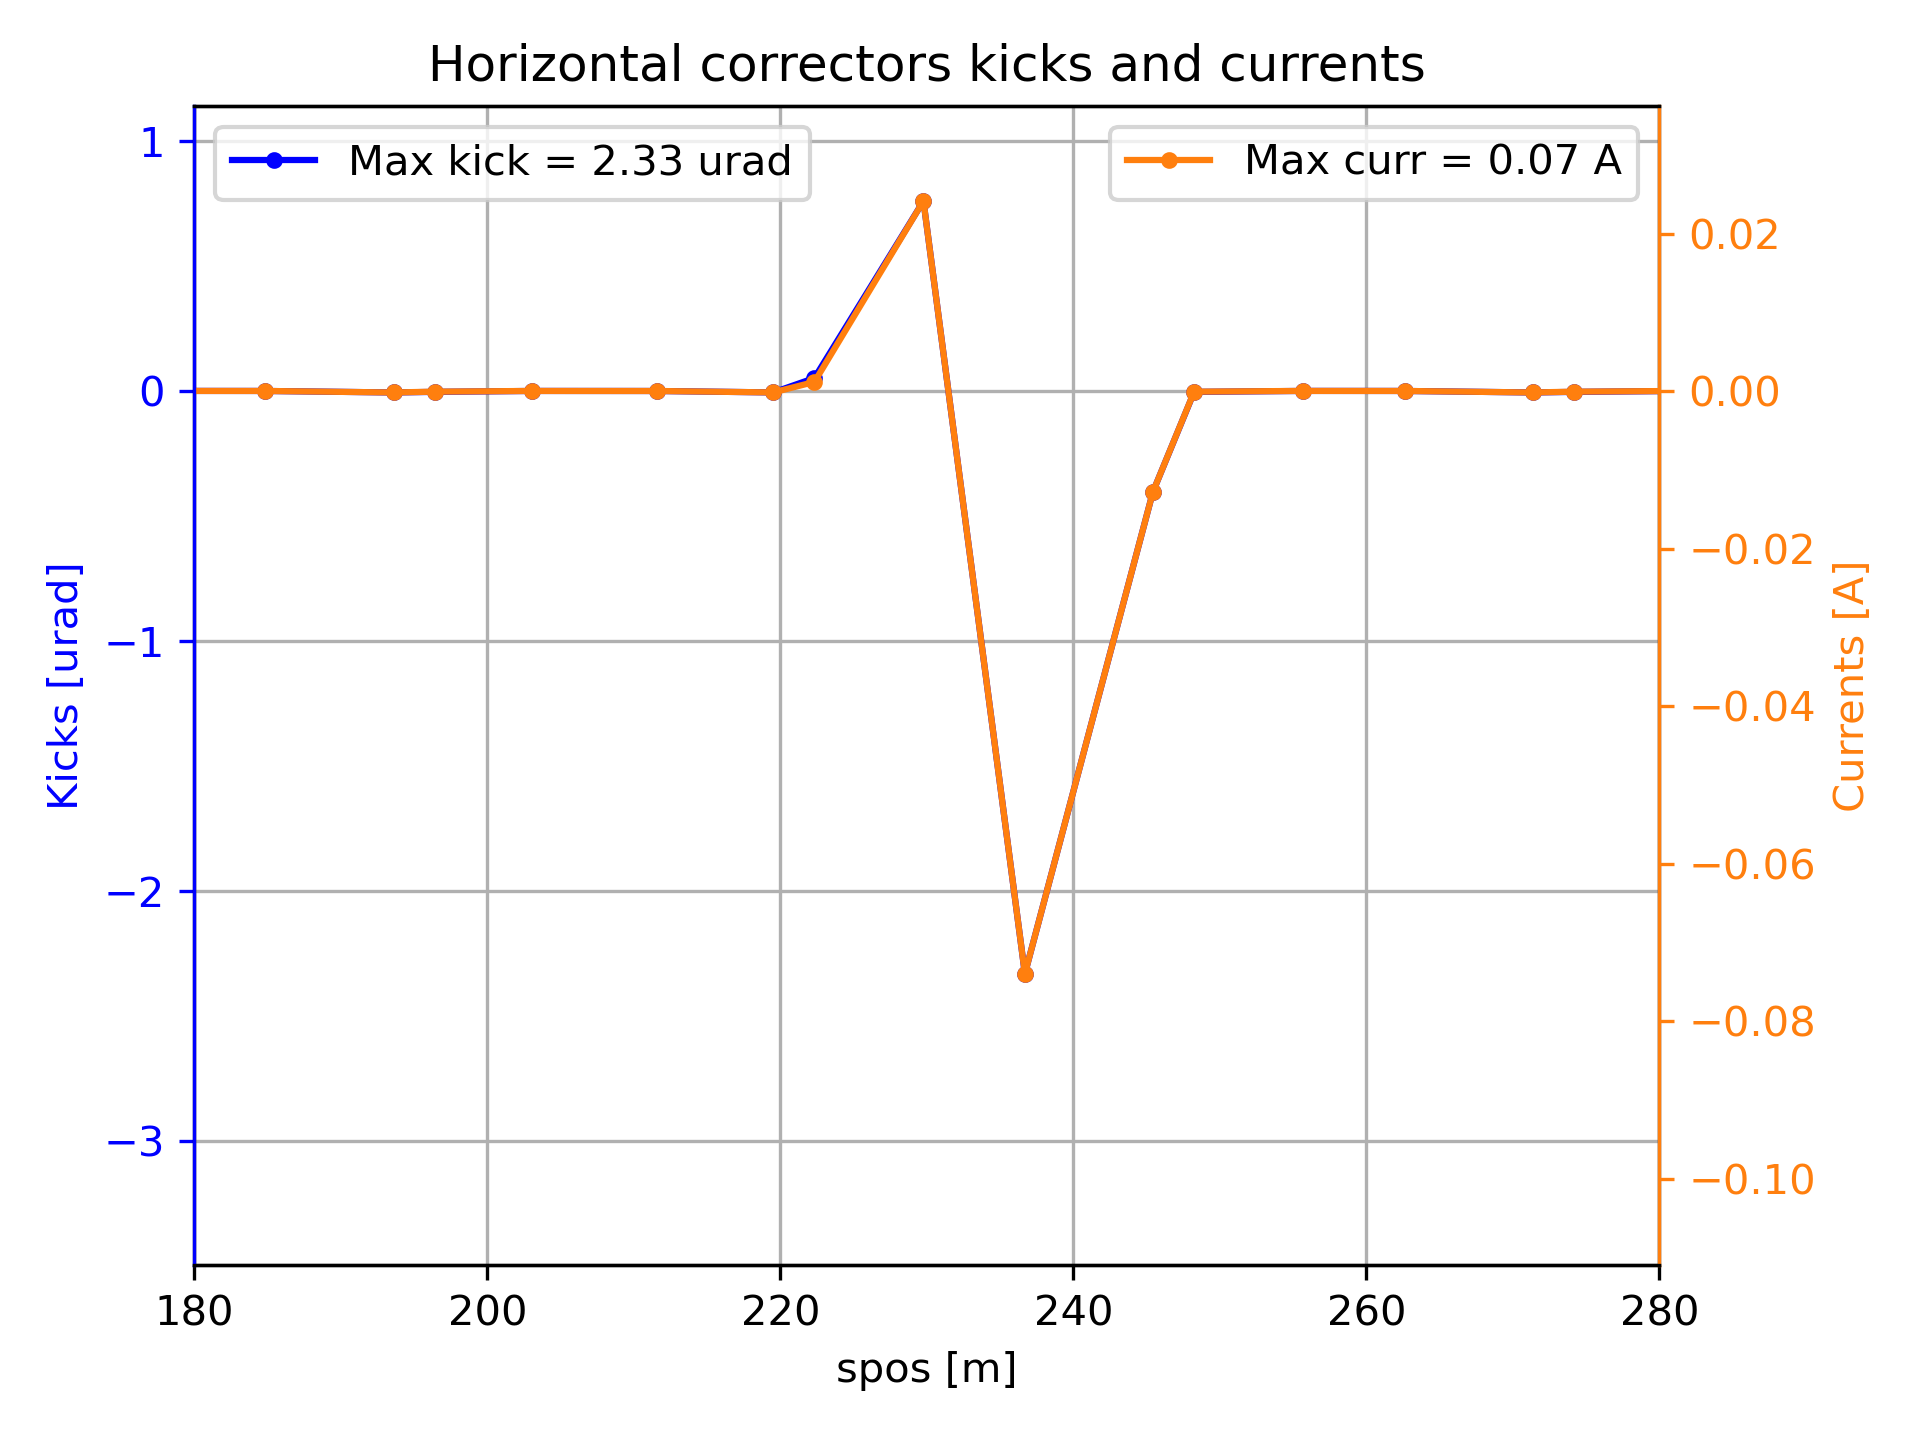 Horizontal correctors kicks and currents
Max kick = 2.33 urad
Max curr = 0.07 A
1
0
−1
−2
−3
Kicks [urad]
0.02
0.00
−0.02
−0.04
−0.06
−0.08
−0.10
Currents [A]
180 200 220 240 260 280
spos [m]